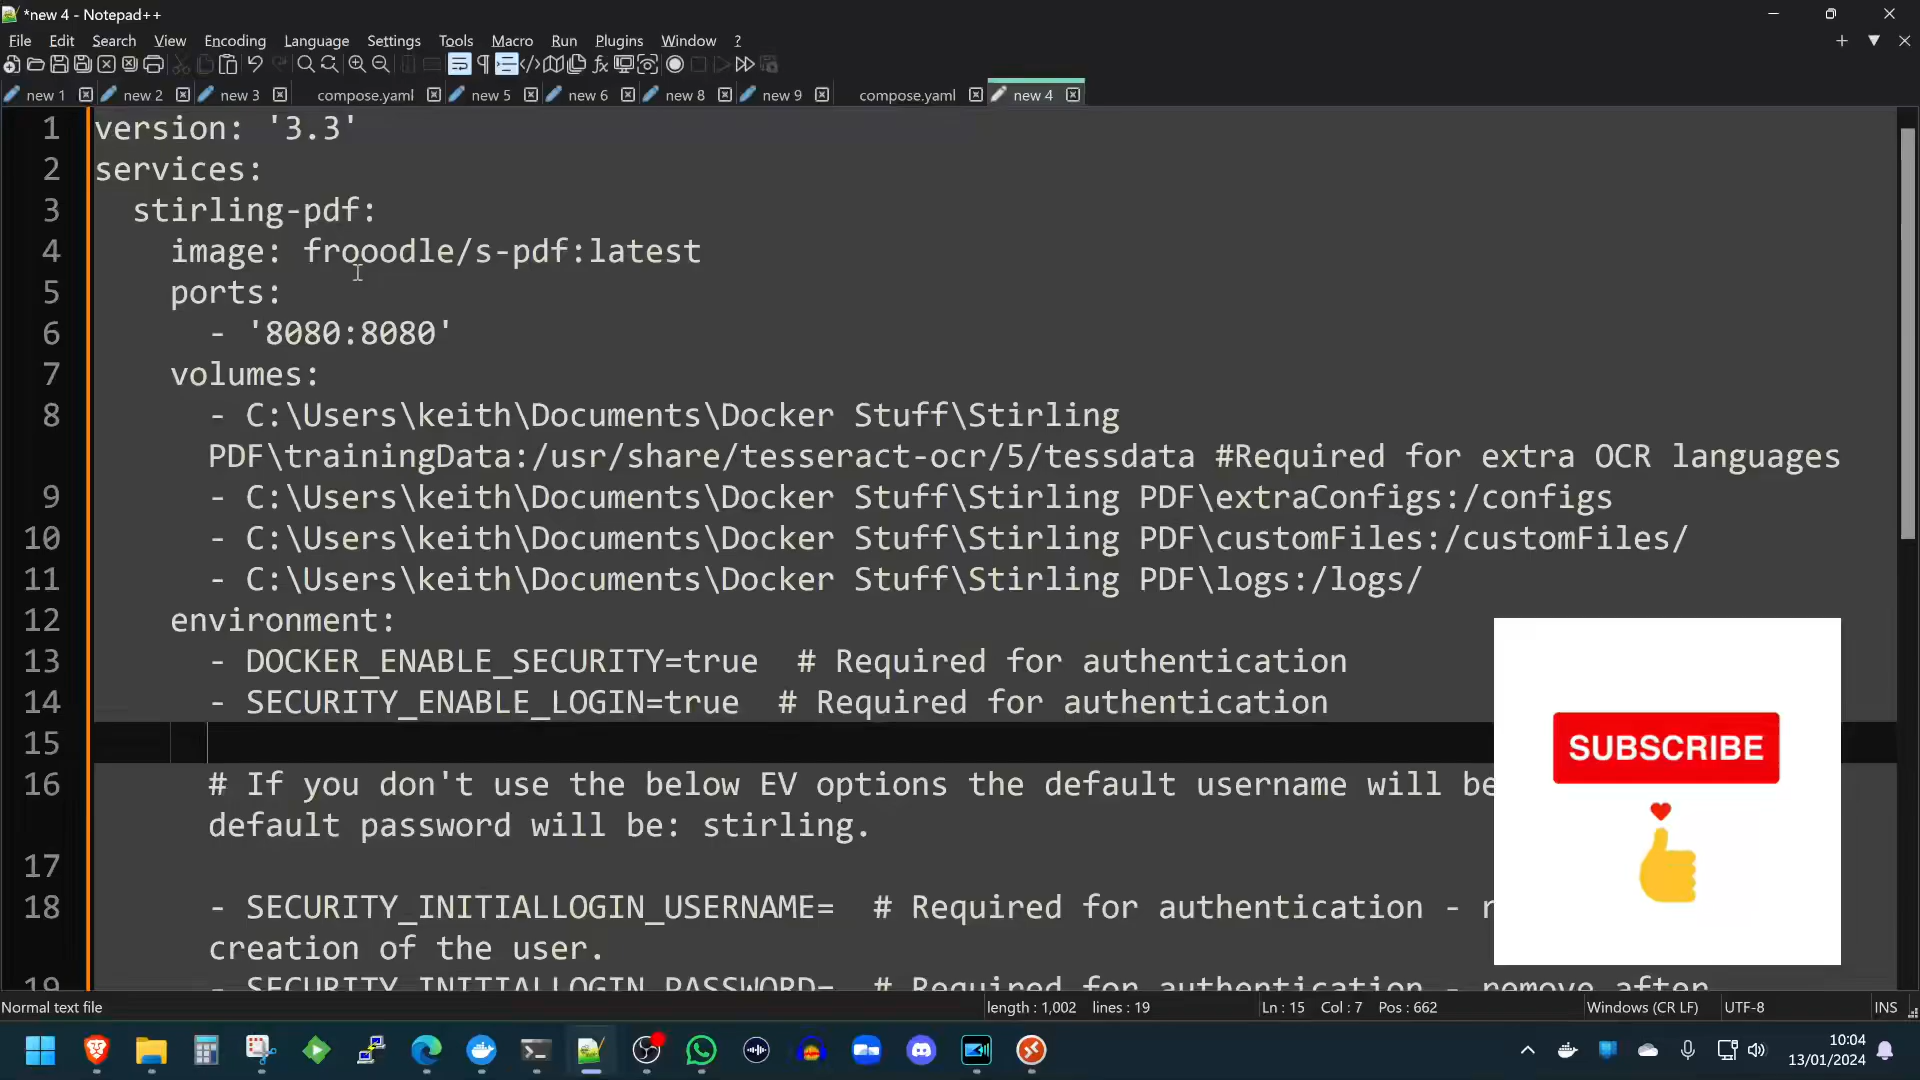 *new 4 - Notepad++
File Edit Search View Encoding Language Settings Tools Macro Run Plugins Window ?
new 1 new 2 new 3 compose.yaml new 5 new 6 new 8 new 9 compose.yaml new 4
1 version: '3.3'
2 services:
3 stirling-pdf:
4 image: frooodle/s-pdf:latest
5 ports:
6 - '8080:8080'
7 volumes:
8 - C:\Users\keith\Documents\Docker Stuff\Stirling
PDF\trainingData:/usr/share/tesseract-ocr/5/tessdata #Required for extra OCR languages
9 - C:\Users\keith\Documents\Docker Stuff\Stirling PDF\extraConfigs:/configs
10 - C:\Users\keith\Documents\Docker Stuff\Stirling PDF\customFiles:/customFiles/
11 - C:\Users\keith\Documents\Docker Stuff\Stirling PDF\logs:/logs/
12 environment:
13 - DOCKER_ENABLE_SECURITY=true # Required for authentication
14 - SECURITY_ENABLE_LOGIN=true # Required for authentication
15
16 # If you don't use the below EV options the default username will be
default password will be: stirling.
17
18 - SECURITY_INITIALLOGIN_USERNAME= # Required for authentication - r
creation of the user.
19 - SECURITY_INITIALLOGIN_PASSWORD= # Required for authentication - remove after
SUBSCRIBE
Normal text file length : 1,002 lines : 19 Ln : 15 Col : 7 Pos : 662 Windows (CR LF) UTF-8 INS
10:04
13/01/2024